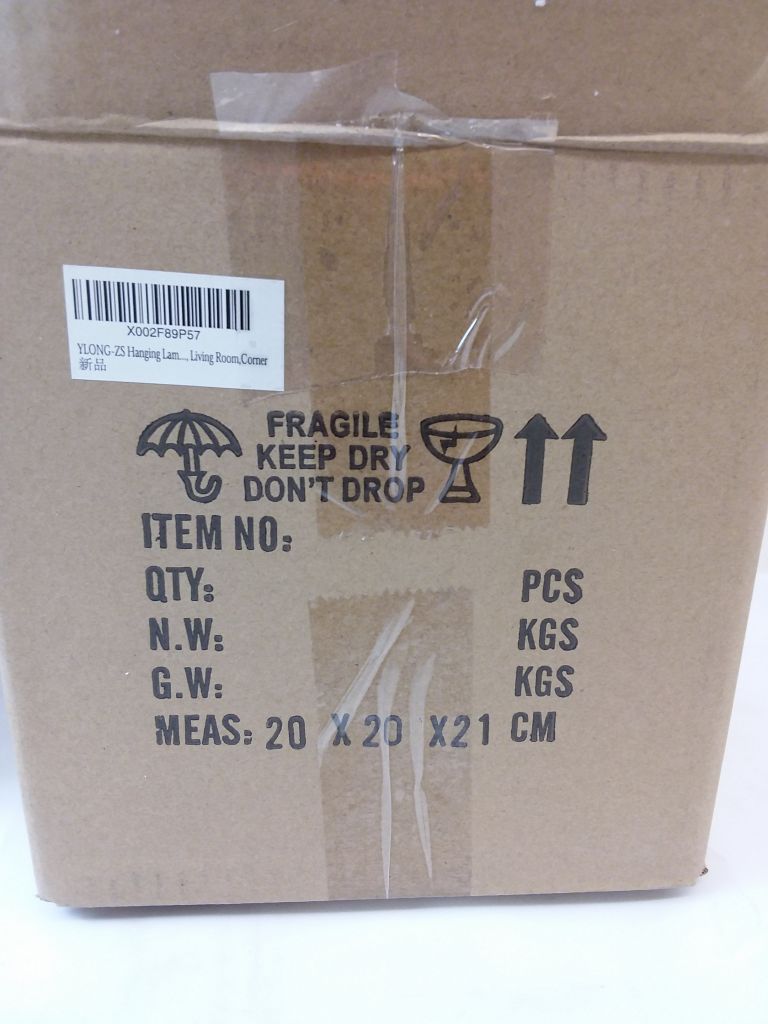 X002F89P57
YLONG-ZS Hanging Lam..., Living Room,Corner
新品
FRAGILE
KEEP DRY
DON'T DROP
ITEM NO:
QTY: PCS
N.W: KGS
G.W: KGS
MEAS: 20 X 20 X21 CM